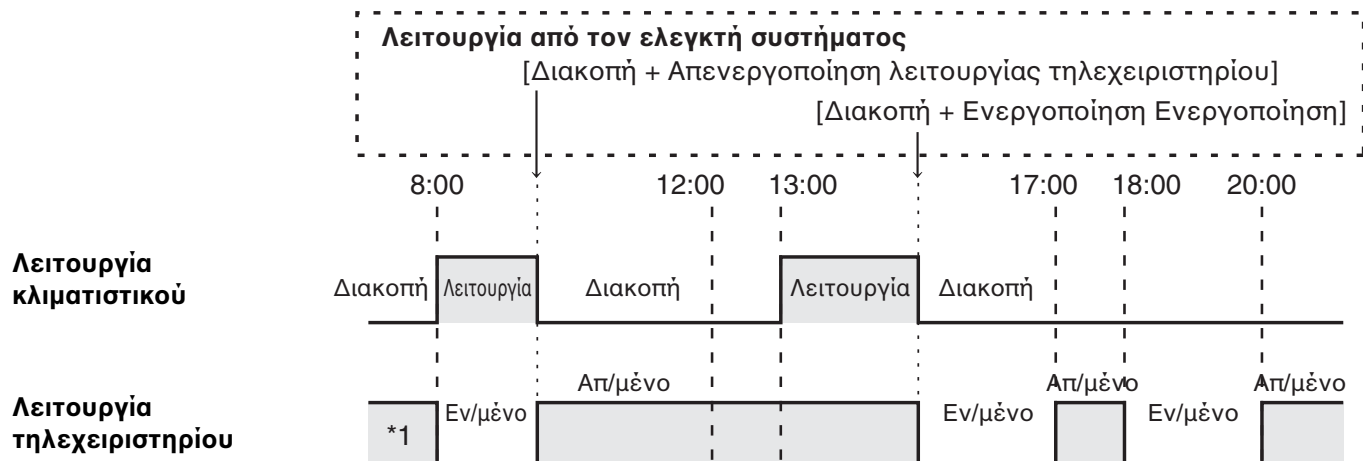 Λειτουργία από τον ελεγκτή συστήματος
[Διακοπή + Απενεργοποίηση λειτουργίας τηλεχειριστηρίου]
[Διακοπή + Ενεργοποίηση Ενεργοποίηση]
8:00 12:00 13:00 17:00 18:00 20:00
Λειτουργία
κλιματιστικού
Διακοπή Λειτουργία Διακοπή Λειτουργία Διακοπή
Λειτουργία
τηλεχειριστηρίου
Απ/μένο Απ/μένο Απ/μένο
*1 Εν/μένο Εν/μένο Εν/μένο